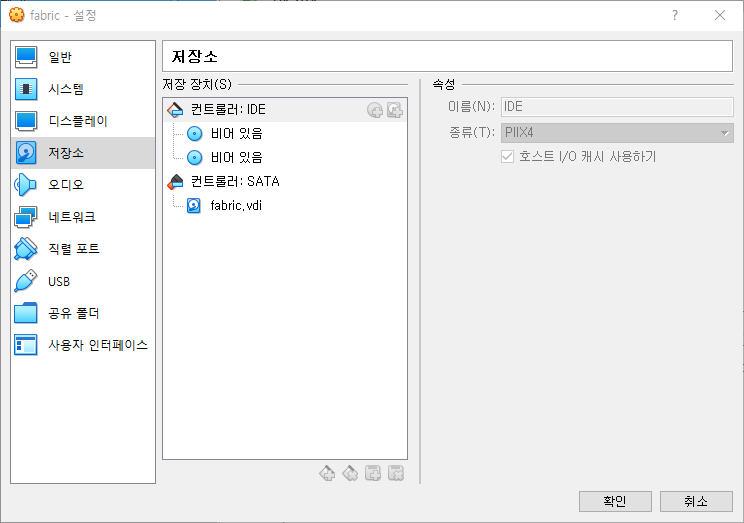 fabric - 설정
?
일반
시스템
디스플레이
저장소
오디오
네트워크
직렬 포트
USB
공유 폴더
사용자 인터페이스
저장소
저장 장치(S)
컨트롤러: IDE
비어 있음
비어 있음
컨트롤러: SATA
fabric.vdi
속성
이름(N): IDE
종류(T): PIIX4
호스트 I/O 캐시 사용하기
확인
취소